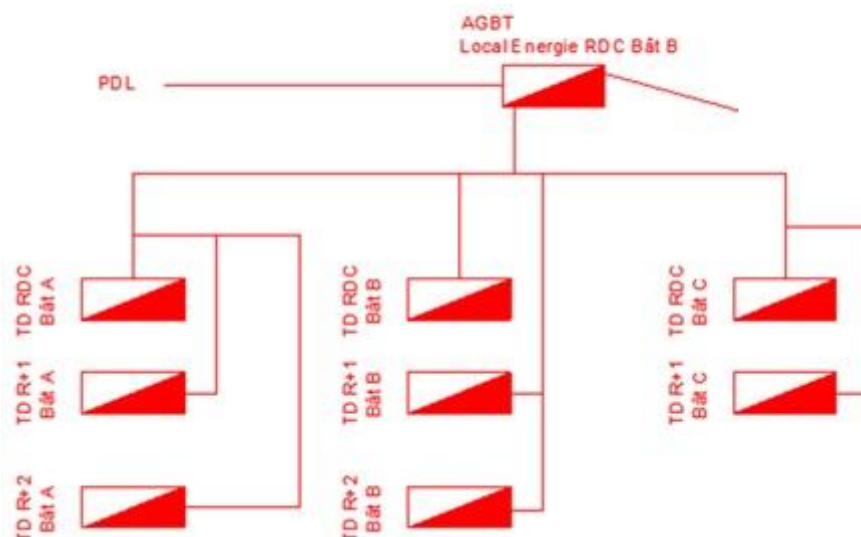 AGBT
Local Energie RDC Bât B
PDL
TD RDC
Bât A
TD RDC
Bât B
TD RDC
Bât C
TD R+1
Bât A
TD R+1
Bât B
TD R+1
Bât C
TD R+2
Bât A
TD R+2
Bât B